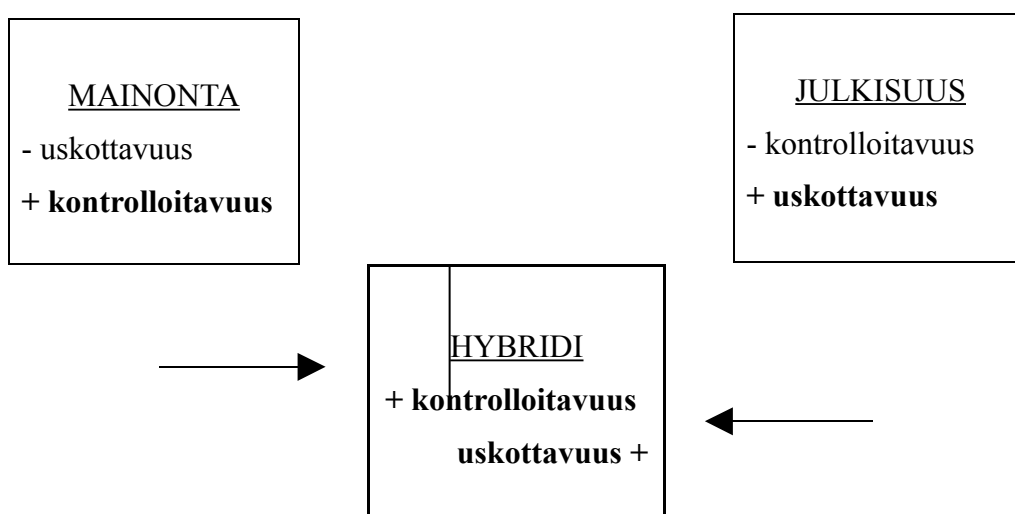 MAINONTA
- uskottavuus
+ kontrolloitavuus
JULKISUUS
- kontrolloitavuus
+ uskottavuus
HYBRIDI
+ kontrolloitavuus
uskottavuus +